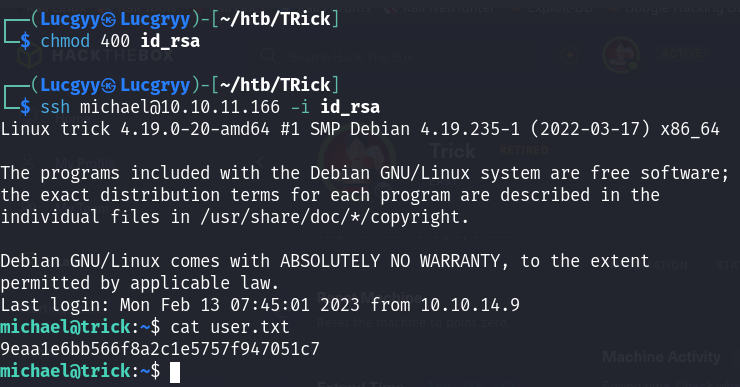 ┌──(Lucgyy㉿Lucgryy)-[~/htb/TRick]
└─$ chmod 400 id_rsa
┌──(Lucgyy㉿Lucgryy)-[~/htb/TRick]
└─$ ssh michael@10.10.11.166 -i id_rsa
Linux trick 4.19.0-20-amd64 #1 SMP Debian 4.19.235-1 (2022-03-17) x86_64
The programs included with the Debian GNU/Linux system are free software;
the exact distribution terms for each program are described in the
individual files in /usr/share/doc/*/copyright.
Debian GNU/Linux comes with ABSOLUTELY NO WARRANTY, to the extent
permitted by applicable law.
Last login: Mon Feb 13 07:45:01 2023 from 10.10.14.9
michael@trick:~$ cat user.txt
9eaa1e6bb566f8a2c1e5757f947051c7
michael@trick:~$
HACKTHEBOX
Trick RETIRED
Machine Activity